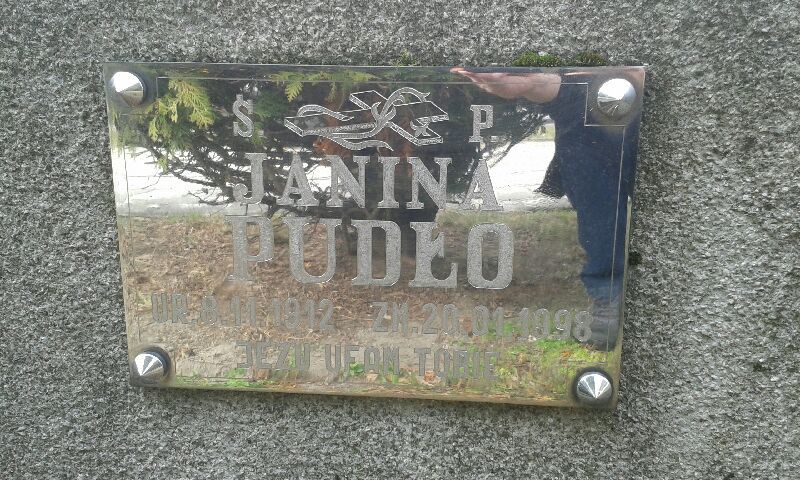 Ś P
JANINA
PUDŁO
UR. 8.11.1912 ZM. 20.01.1998
JEZU UFAM TOBIE